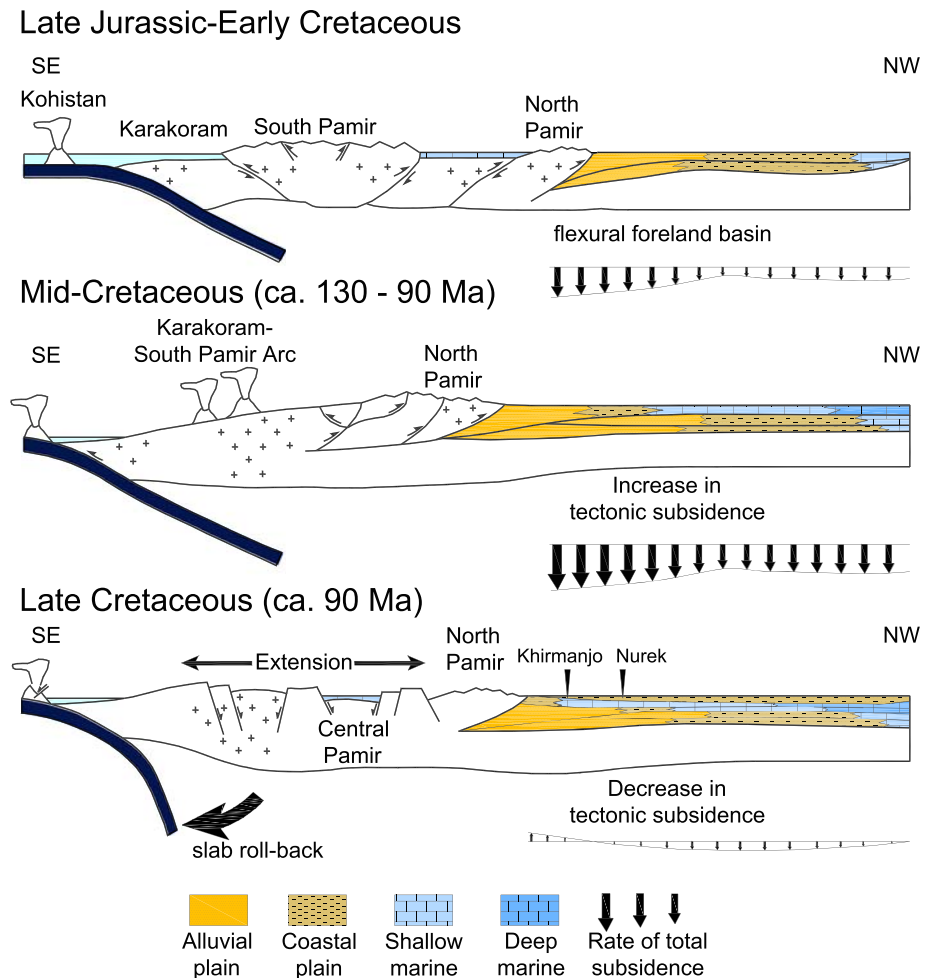 Late Jurassic-Early Cretaceous
SE
NW
Kohistan
Karakoram
South Pamir
North
Pamir
flexural foreland basin
Mid-Cretaceous (ca. 130 - 90 Ma)
Karakoram-
South Pamir Arc
SE
North
Pamir
NW
Increase in
tectonic subsidence
Late Cretaceous (ca. 90 Ma)
SE
Extension
North
Pamir
Khirmanjo
Nurek
NW
Central
Pamir
slab roll-back
Decrease in
tectonic subsidence
Alluvial
plain
Coastal
plain
Shallow
marine
Deep
marine
Rate of total
subsidence